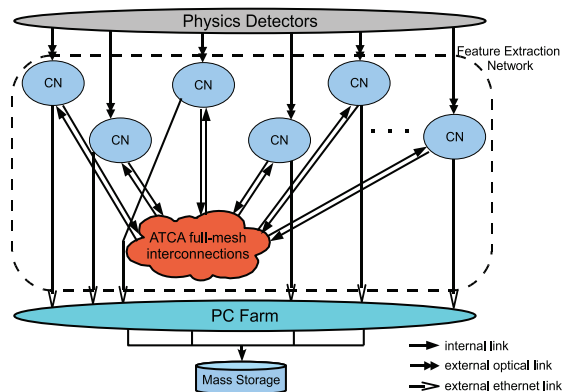 Physics Detectors
Feature Extraction
Network
CN
CN
CN
CN
CN
CN
. . .
ATCA full-mesh
interconnections
PC Farm
Mass Storage
internal link
external optical link
external ethernet link